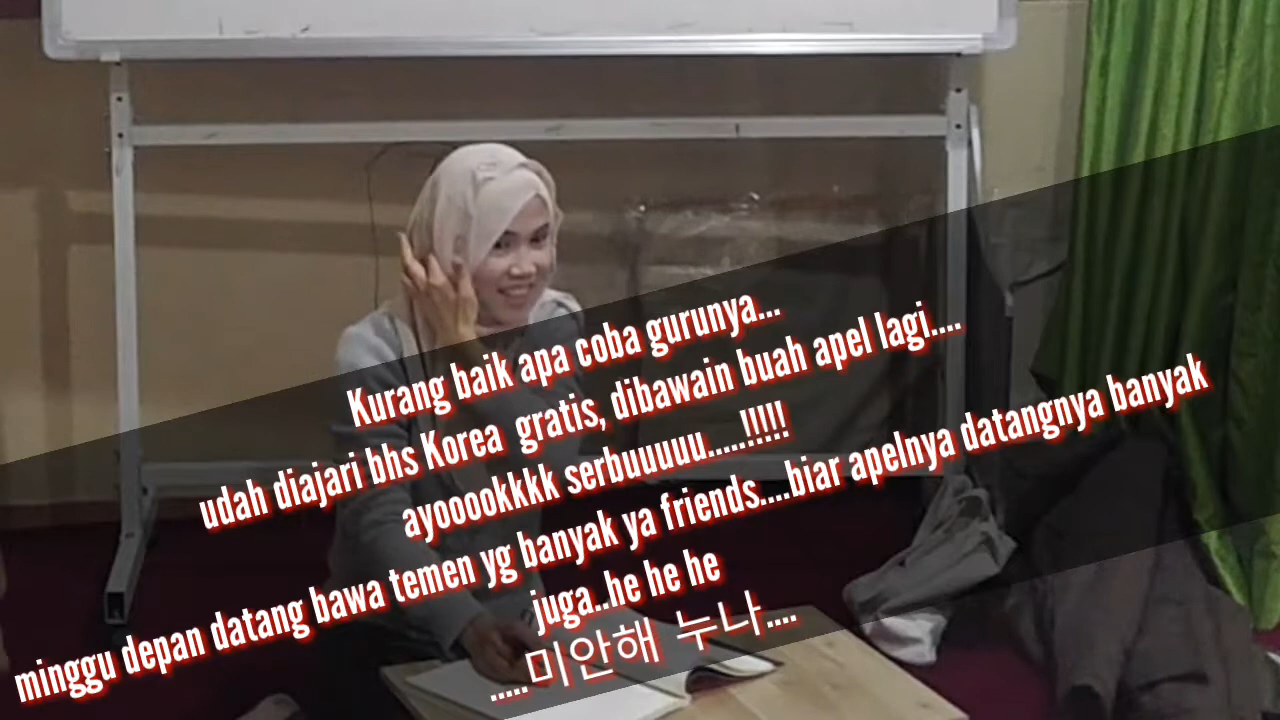 Kurang baik apa coba gurunya...
udah diajari bhs Korea gratis, dibawain buah apel lagi....
ayooookkkk serbuuuuu.....!!!!!
minggu depan datang bawa temen yg banyak ya friends....biar apelnya datangnya banyak
juga..he he he
.....미안해 누나....